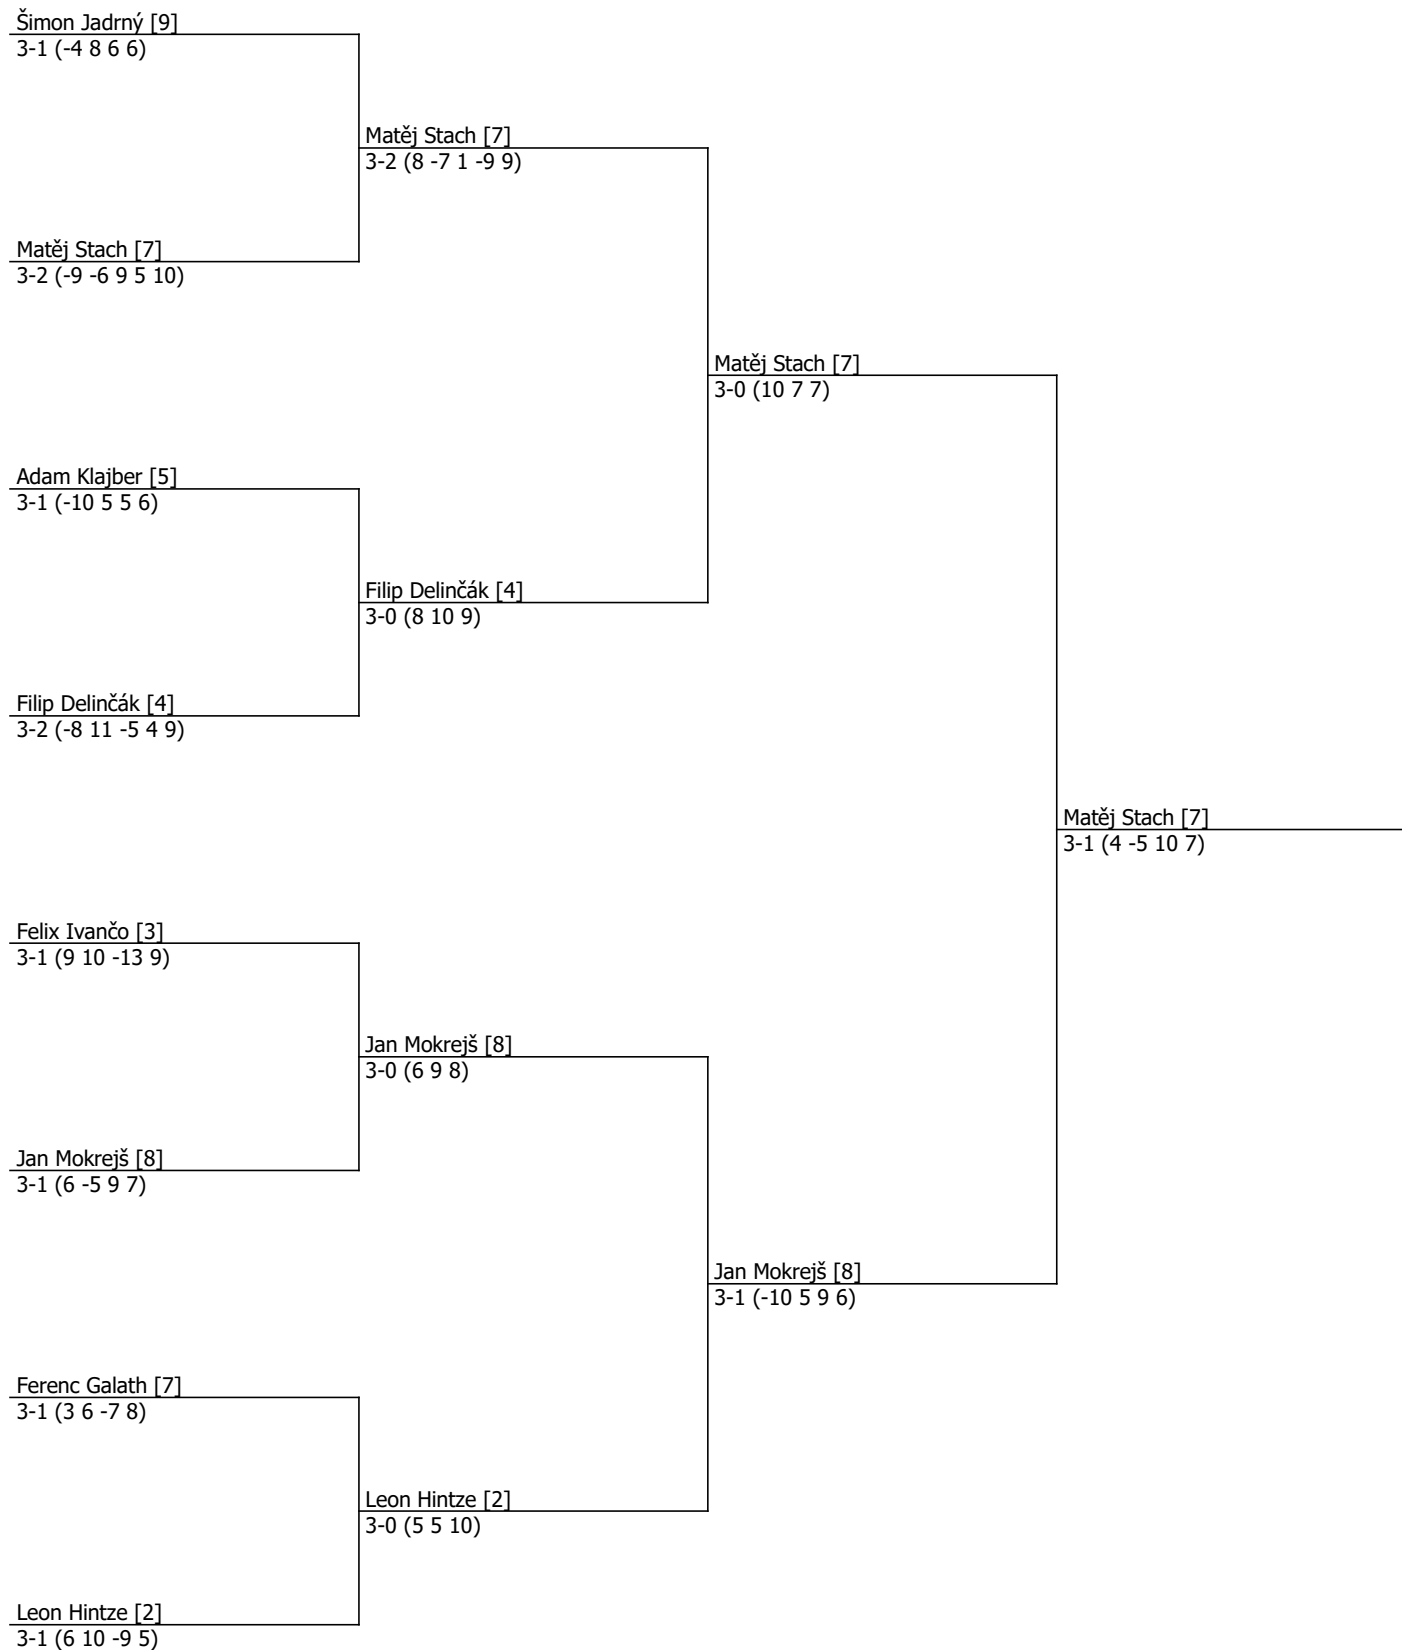 Šimon Jadrný [9]
3-1 (-4 8 6 6)
Matěj Stach [7]
3-2 (8 -7 1 -9 9)
Matěj Stach [7]
3-2 (-9 -6 9 5 10)
Matěj Stach [7]
3-0 (10 7 7)
Adam Klajber [5]
3-1 (-10 5 5 6)
Filip Delinčák [4]
3-0 (8 10 9)
Filip Delinčák [4]
3-2 (-8 11 -5 4 9)
Matěj Stach [7]
3-1 (4 -5 10 7)
Felix Ivančo [3]
3-1 (9 10 -13 9)
Jan Mokrejš [8]
3-0 (6 9 8)
Jan Mokrejš [8]
3-1 (6 -5 9 7)
Jan Mokrejš [8]
3-1 (-10 5 9 6)
Ferenc Galath [7]
3-1 (3 6 -7 8)
Leon Hintze [2]
3-0 (5 5 10)
Leon Hintze [2]
3-1 (6 10 -9 5)